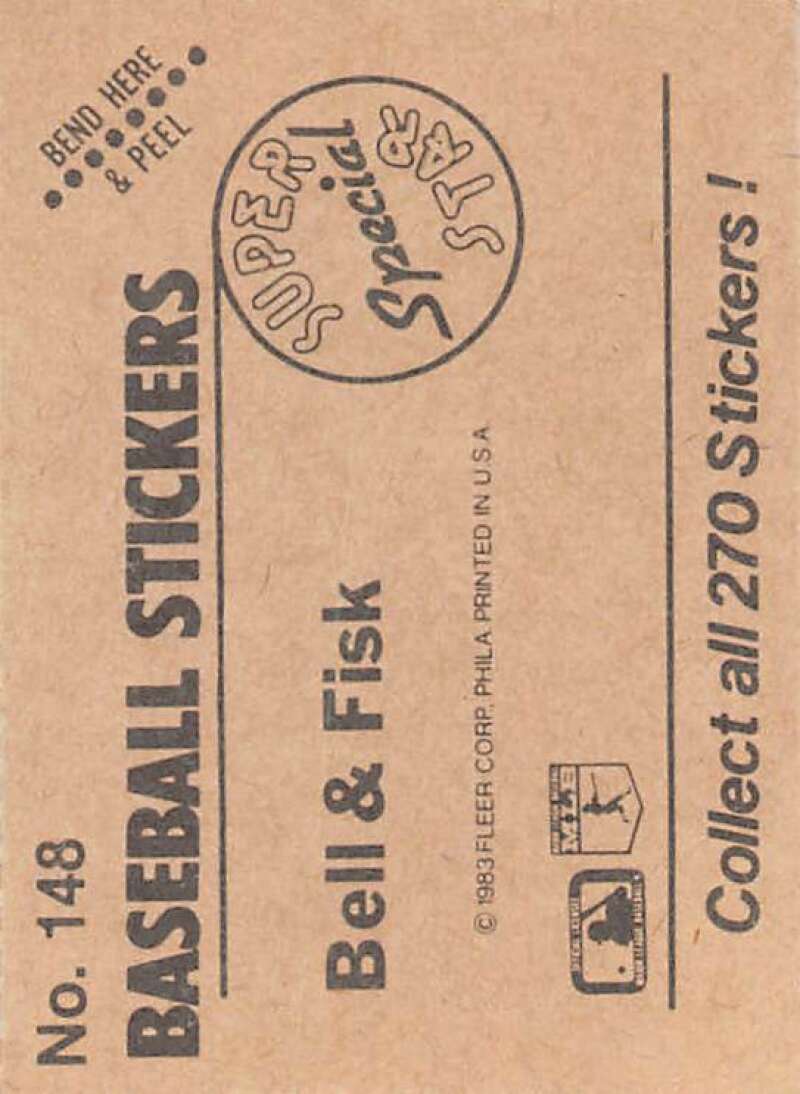 No. 148
BEND HERE
& PEEL
BASEBALL STICKERS
SUPER
Special
STAR
Bell & Fisk
© 1983 FLEER CORP. PHILA PRINTED IN U S A
Collect all 270 Stickers!